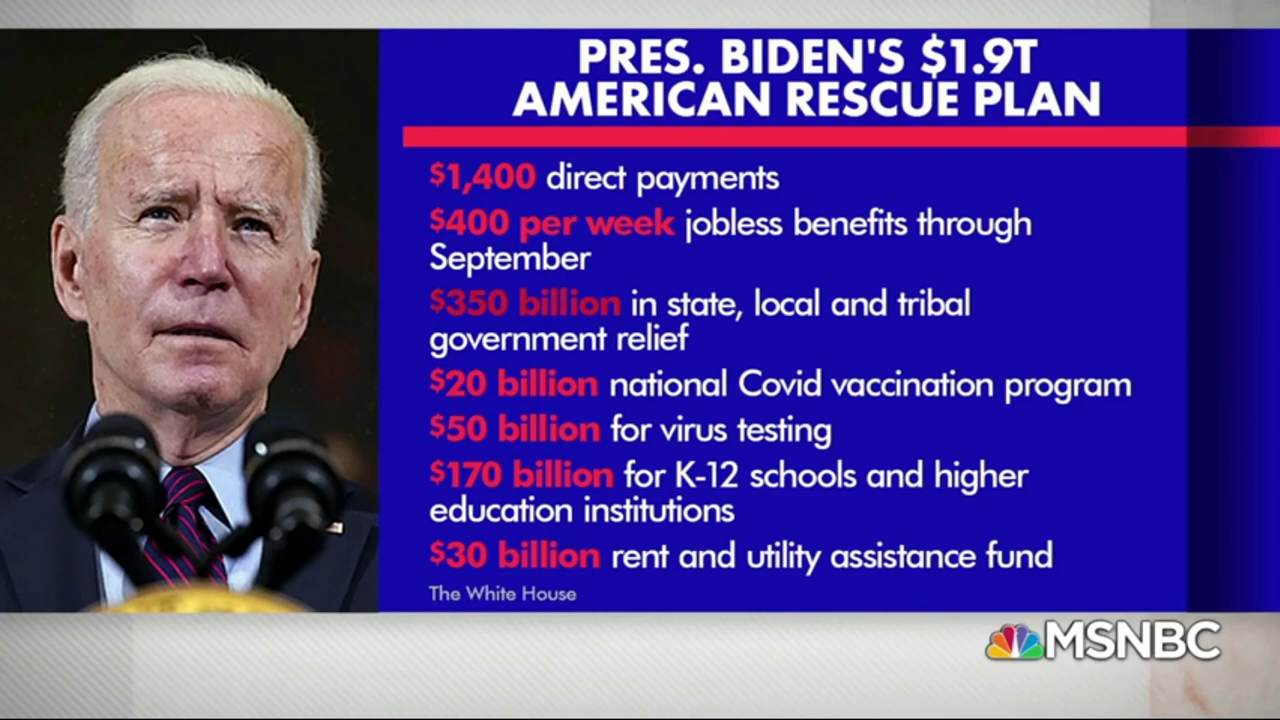 PRES. BIDEN'S $1.9T
AMERICAN RESCUE PLAN
$1,400 direct payments
$400 per week jobless benefits through
September
$350 billion in state, local and tribal
government relief
$20 billion national Covid vaccination program
$50 billion for virus testing
$170 billion for K-12 schools and higher
education institutions
$30 billion rent and utility assistance fund
The White House
MSNBC